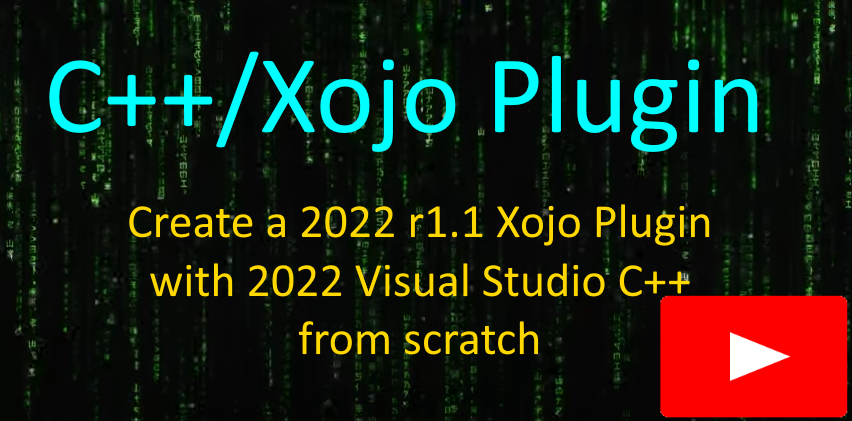 C++/Xojo Plugin
Create a 2022 r1.1 Xojo Plugin
with 2022 Visual Studio C++
from scratch